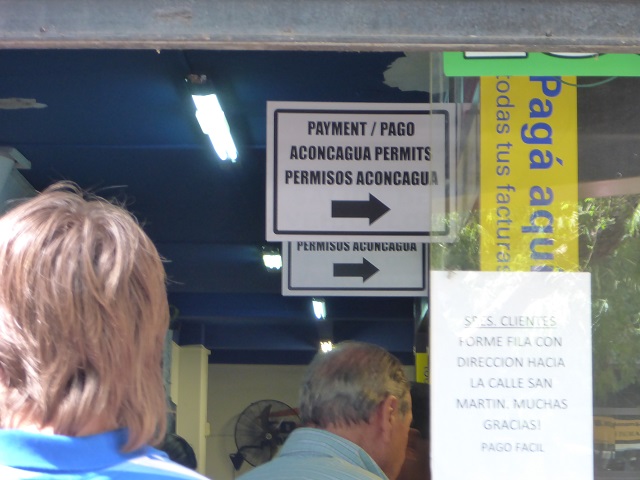 PAYMENT / PAGO
ACONCAGUA PERMITS
PERMISOS ACONCAGUA
PERMISOS ACONCAGUA
Pagá aquí
todas tus facturas
SRES. CLIENTES
FORME FILA CON
DIRECCION HACIA
LA CALLE SAN
MARTIN. MUCHAS
GRACIAS!
PAGO FACIL